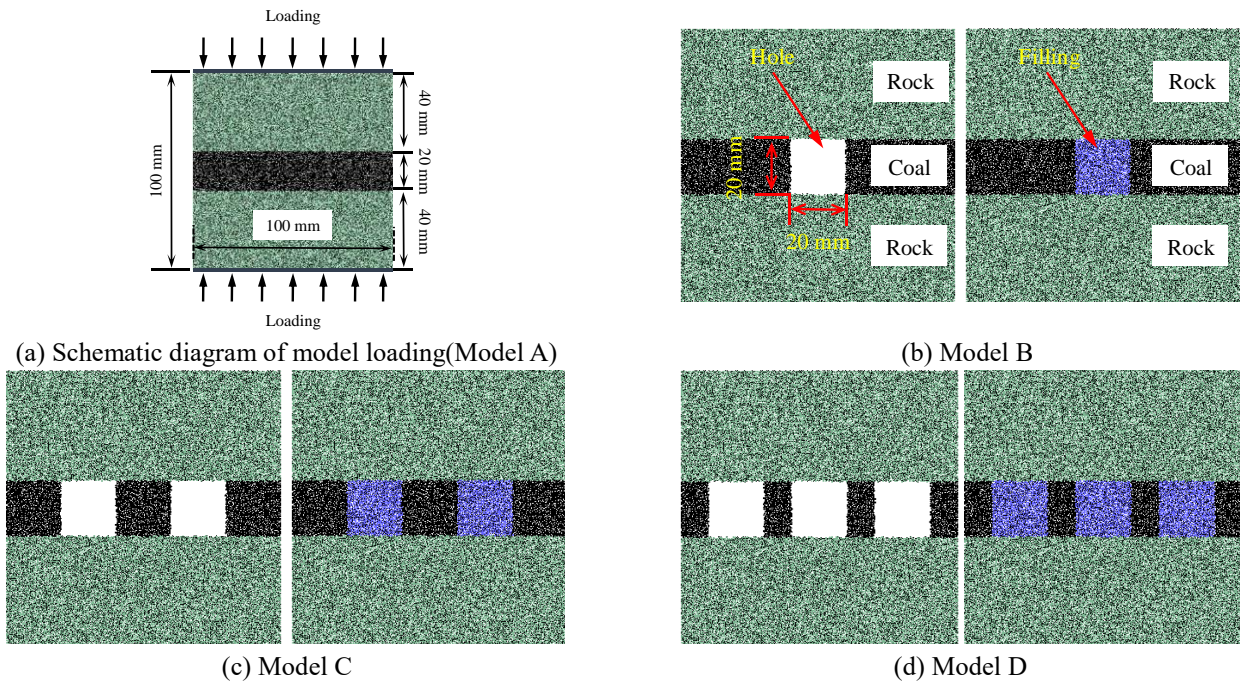 Loading
100 mm
40 mm
20 mm
100 mm
40 mm
Loading
(a) Schematic diagram of model loading(Model A)
Hole
Rock
20 mm
Coal
20 mm
Rock
Filling
Rock
Coal
Rock
(b) Model B
(c) Model C
(d) Model D